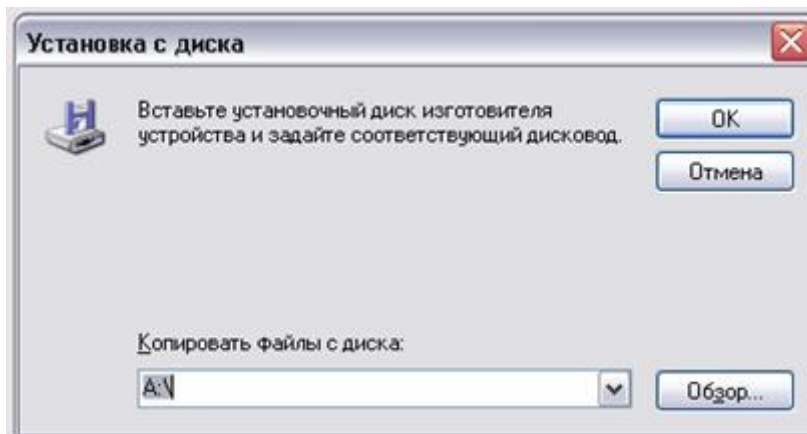 Установка с диска
Вставьте установочный диск изготовителя
устройства и задайте соответствующий дисковод.
OK
Отмена
Копировать файлы с диска:
A:\
Обзор...